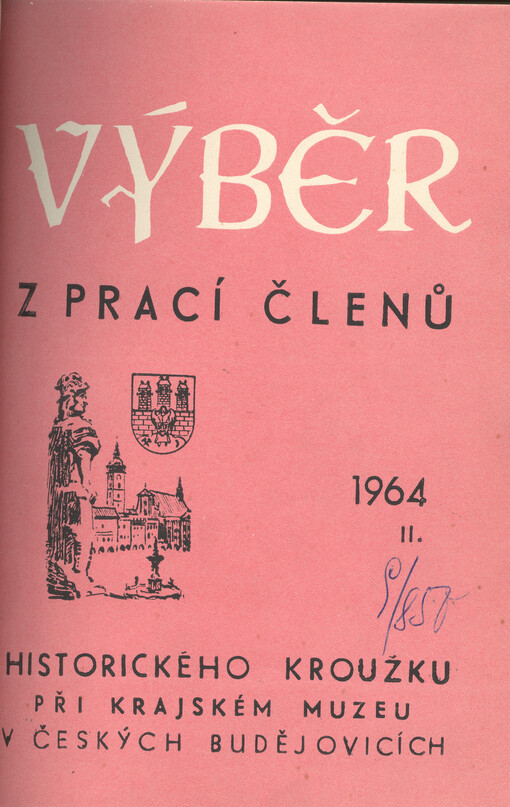 VÝBĚR
Z PRACÍ ČLENŮ
1964
II.
HISTORICKÉHO KROUŽKU
PŘI KRAJSKÉM MUZEU
V ČESKÝCH BUDĚJOVICÍCH